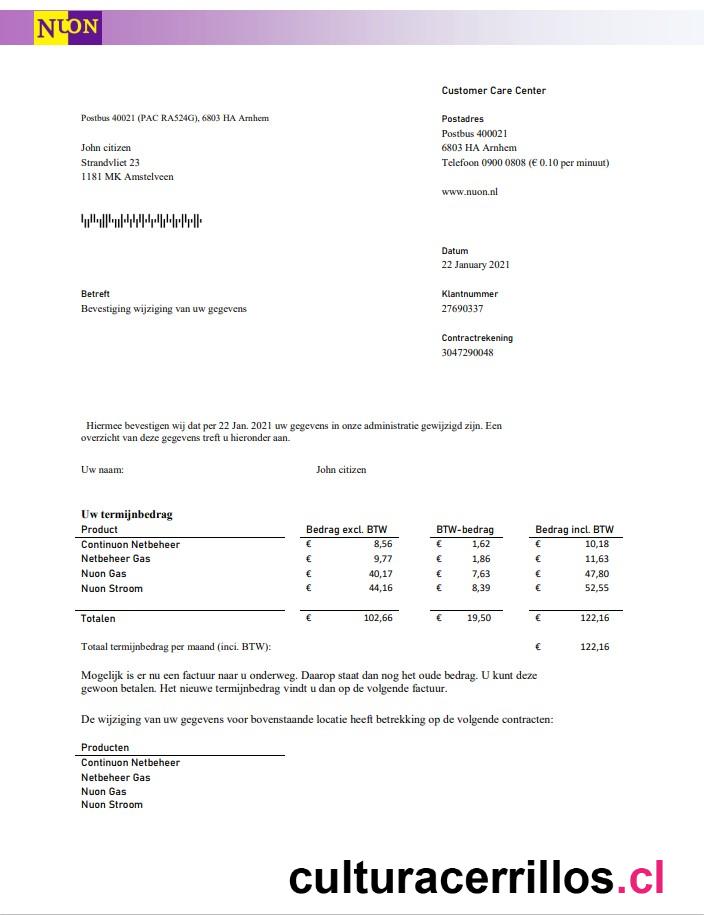 NUON
Customer Care Center
Postbus 40021 (PAC RA524G), 6803 HA Arnhem
Postadres
Postbus 400021
John citizen
6803 HA Arnhem
Strandvliet 23
Telefoon 0900 0808 (€ 0.10 per minuut)
1181 MK Amstelveen
www.nuon.nl
Datum
22 January 2021
Betreft
Klantnummer
Bevestiging wijziging van uw gegevens
27690337
Contractrekening
3047290048
Hiermee bevestigen wij dat per 22 Jan. 2021 uw gegevens in onze administratie gewijzigd zijn. Een
overzicht van deze gegevens treft u hieronder aan.
Uw naam: John citizen
Uw termijnbedrag
Product Bedrag excl. BTW BTW-bedrag Bedrag incl. BTW
Continuon Netbeheer € 8,56 € 1,62 € 10,18
Netbeheer Gas € 9,77 € 1,86 € 11,63
Nuon Gas € 40,17 € 7,63 € 47,80
Nuon Stroom € 44,16 € 8,39 € 52,55
Totalen € 102,66 € 19,50 € 122,16
Totaal termijnbedrag per maand (inci. BTW): € 122,16
Mogelijk is er nu een factuur naar u onderweg. Daarop staat dan nog het oude bedrag. U kunt deze
gewoon betalen. Het nieuwe termijnbedrag vindt u dan op de volgende factuur.
De wijziging van uw gegevens voor bovenstaande locatie heeft betrekking op de volgende contracten:
Producten
Continuon Netbeheer
Netbeheer Gas
Nuon Gas
Nuon Stroom
culturacerrillos.cl